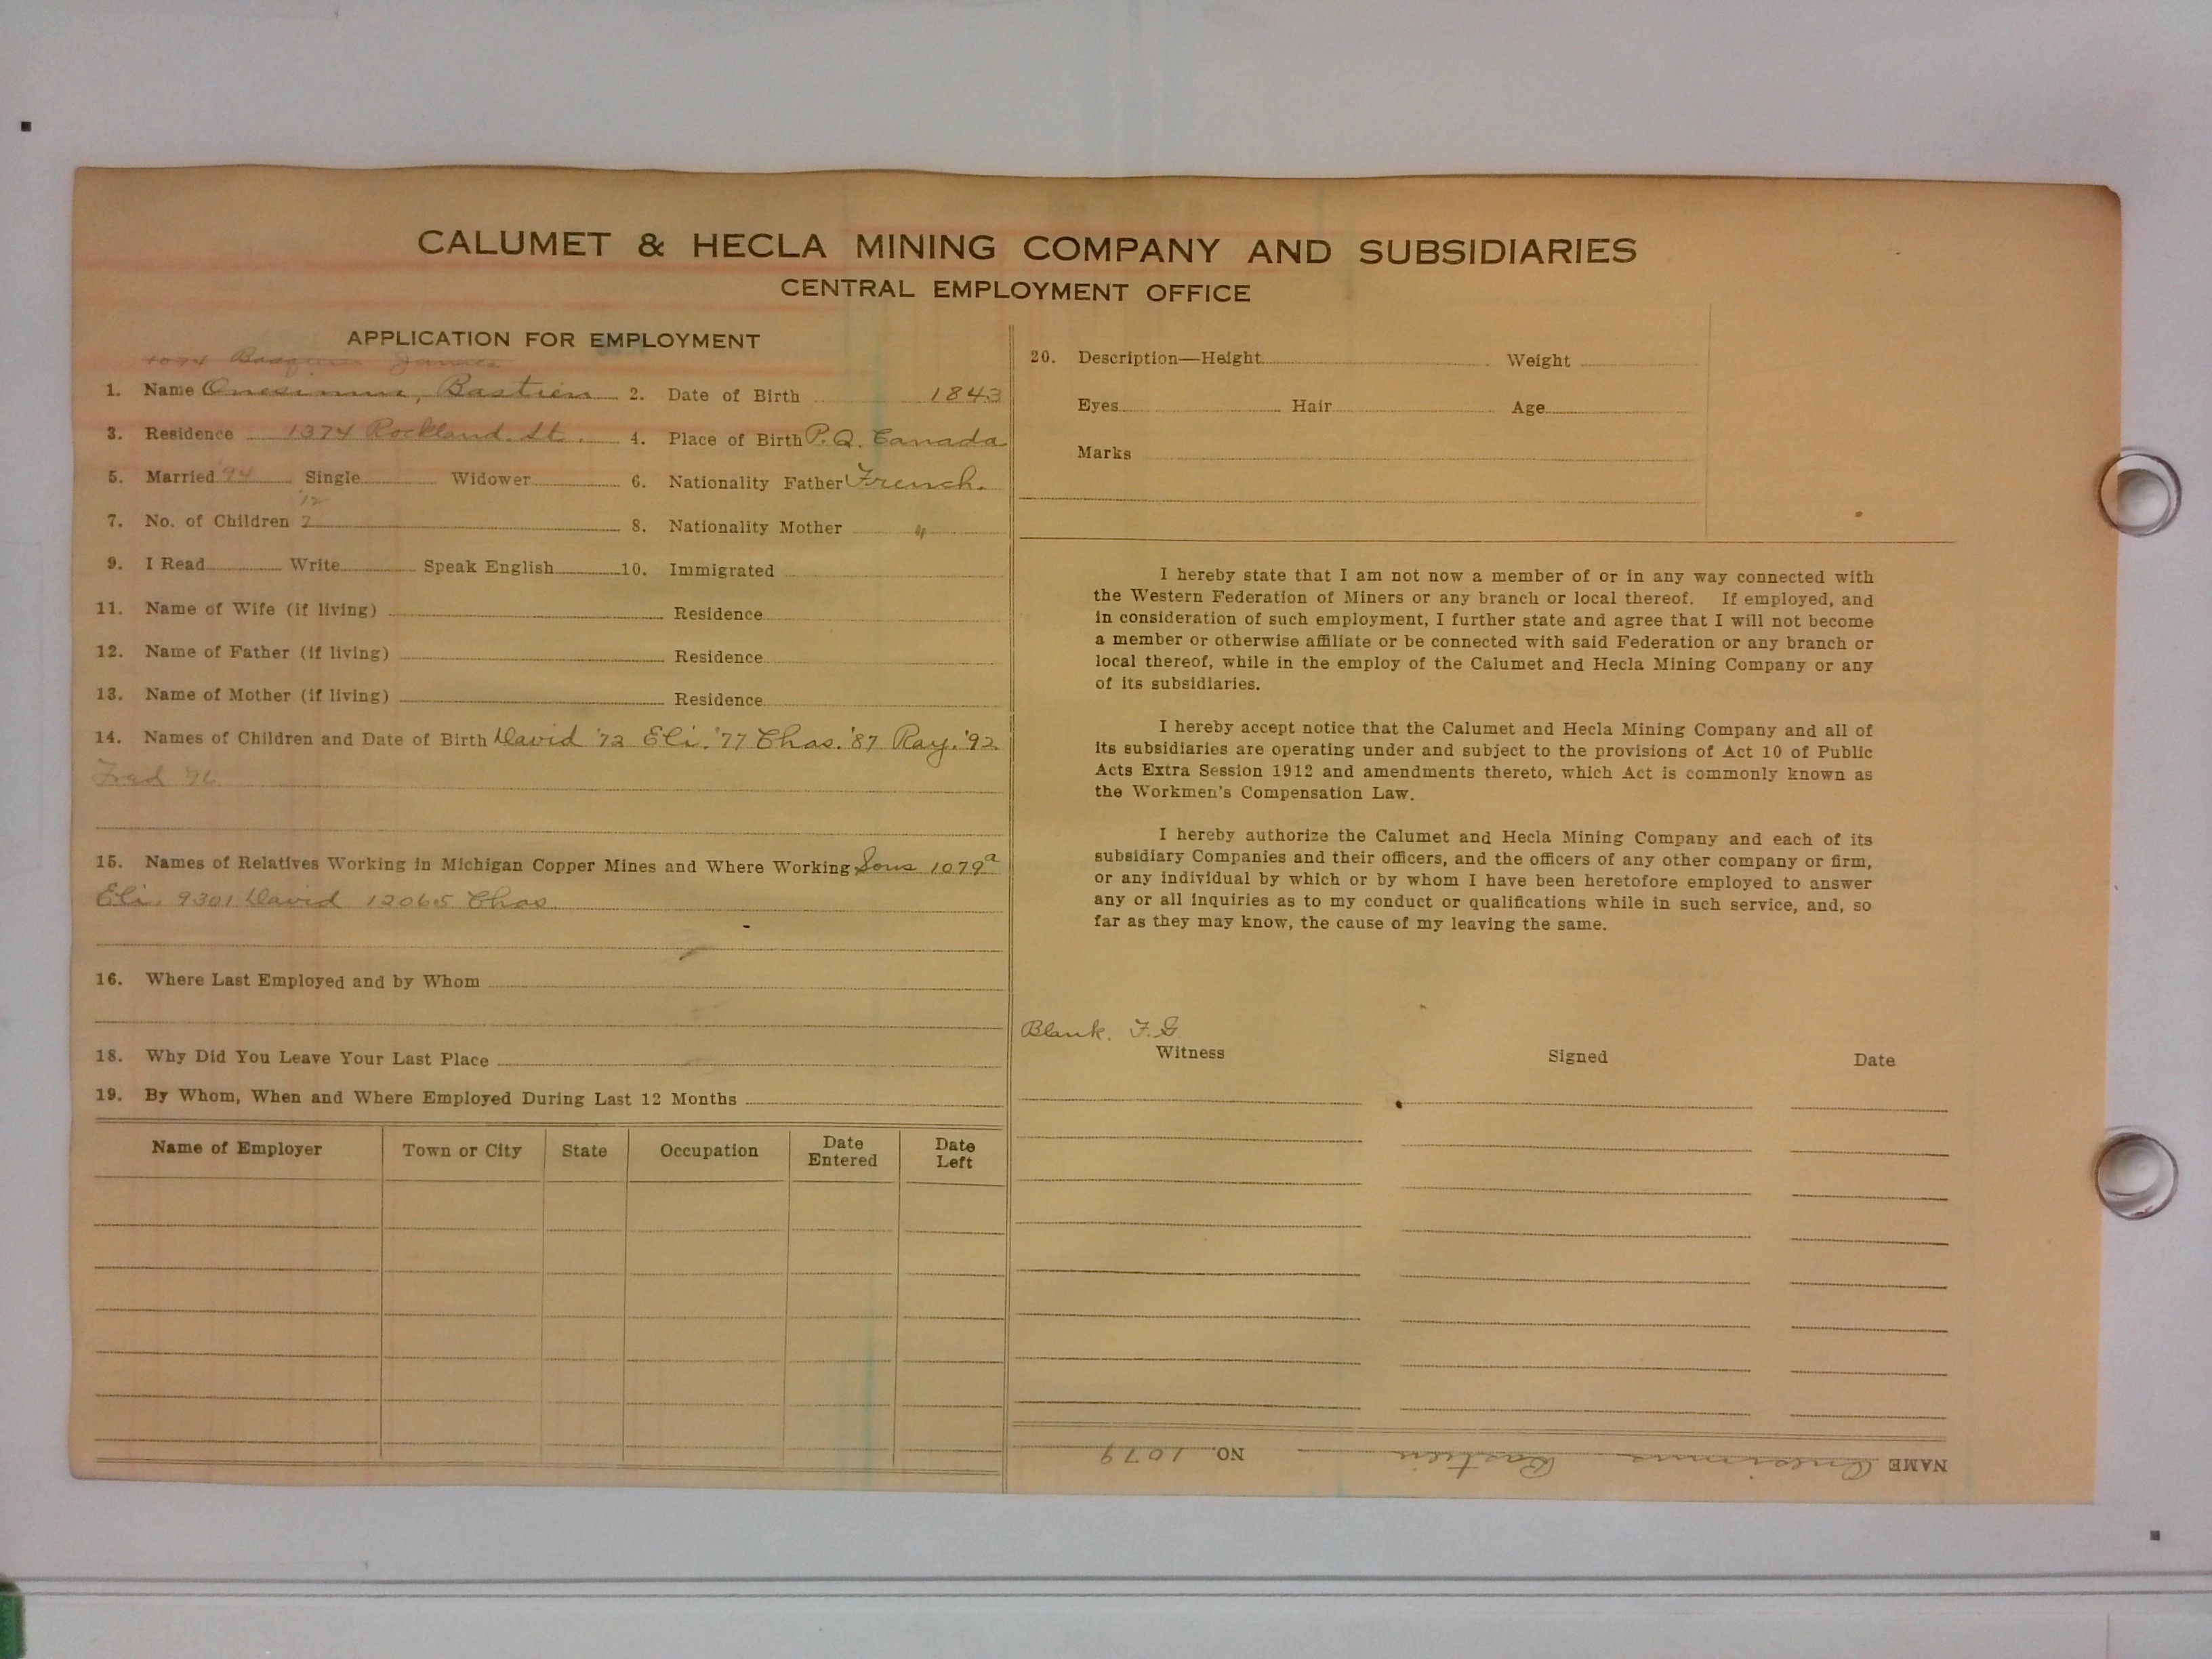 CALUMET & HECLA MINING COMPANY AND SUBSIDIARIES
CENTRAL EMPLOYMENT OFFICE
APPLICATION FOR EMPLOYMENT
James
1. Name Onesimus, Bastien 2. Date of Birth 1843
3. Residence 1374 Rockland St. 4. Place of Birth P.Q. Canada
5. Married '94 Single Widower 6. Nationality Father French.
'12
7. No. of Children 7 8. Nationality Mother "
9. I Read Write Speak English 10. Immigrated
11. Name of Wife (if living) Residence
12. Name of Father (if living) Residence
13. Name of Mother (if living) Residence
14. Names of Children and Date of Birth David '72 Eli. '77 Chas. '87 Ray. '92
Fred '96
15. Names of Relatives Working in Michigan Copper Mines and Where Working Sons 1079a
Eli, 9301 David 12065 Chas
16. Where Last Employed and by Whom
18. Why Did You Leave Your Last Place
19. By Whom, When and Where Employed During Last 12 Months
Name of Employer Town or City State Occupation Date Entered Date Left
20. Description—Height Weight
Eyes Hair Age
Marks
I hereby state that I am not now a member of or in any way connected with
the Western Federation of Miners or any branch or local thereof. If employed, and
in consideration of such employment, I further state and agree that I will not become
a member or otherwise affiliate or be connected with said Federation or any branch or
local thereof, while in the employ of the Calumet and Hecla Mining Company or any
of its subsidiaries.
I hereby accept notice that the Calumet and Hecla Mining Company and all of
its subsidiaries are operating under and subject to the provisions of Act 10 of Public
Acts Extra Session 1912 and amendments thereto, which Act is commonly known as
the Workmen's Compensation Law.
I hereby authorize the Calumet and Hecla Mining Company and each of its
subsidiary Companies and their officers, and the officers of any other company or firm,
or any individual by which or by whom I have been heretofore employed to answer
any or all inquiries as to my conduct or qualifications while in such service, and, so
far as they may know, the cause of my leaving the same.
Blank. F.G.
Witness Signed Date
NAME Onesimus Bastien NO. 1079